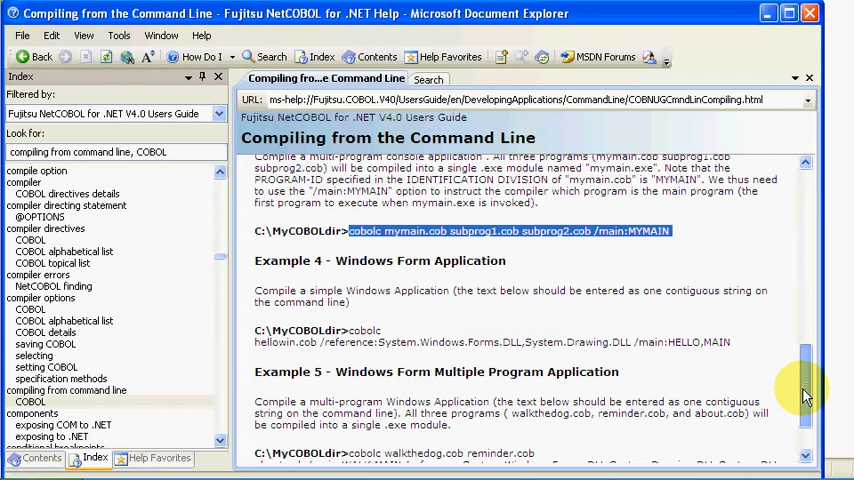 Compiling from the Command Line - Fujitsu NetCOBOL for .NET Help - Microsoft Document Explorer
File Edit View Tools Window Help
Back How Do I Search Index Contents Help Favorites MSDN Forums
Index
Filtered by:
Fujitsu NetCOBOL for .NET V4.0 Users Guide
Look for:
compiling from command line, COBOL
compile option
compiler
COBOL directives details
compiler directing statement
@OPTIONS
compiler directives
COBOL
COBOL alphabetical list
COBOL topical list
compiler errors
NetCOBOL finding
compiler options
COBOL
COBOL alphabetical list
COBOL details
saving COBOL
selecting
setting COBOL
specification methods
compiling from command line
COBOL
components
exposing COM to .NET
exposing to .NET
conditional breakpoints
Contents Index Help Favorites
Compiling fro...e Command Line Search
URL: ms-help://Fujitsu.COBOL.V40/UsersGuide/en/DevelopingApplications/CommandLine/COBNUGCmndLinCompiling.html
Fujitsu NetCOBOL for .NET V4.0 Users Guide
Compiling from the Command Line
Compile a multi-program console application . All three programs (mymain.cob subprog1.cob
subprog2.cob) will be compiled into a single .exe module named "mymain.exe". Note that the
PROGRAM-ID specified in the IDENTIFICATION DIVISION of "mymain.cob" is "MYMAIN". We thus need
to use the "/main:MYMAIN" option to instruct the compiler which program is the main program (the
first program to execute when mymain.exe is invoked).
C:\MyCOBOLdir>cobolc mymain.cob subprog1.cob subprog2.cob /main:MYMAIN
Example 4 - Windows Form Application
Compile a simple Windows Application (the text below should be entered as one contiguous string on
the command line)
C:\MyCOBOLdir>cobolc
hellowin.cob /reference:System.Windows.Forms.DLL,System.Drawing.DLL /main:HELLO,MAIN
Example 5 - Windows Form Multiple Program Application
Compile a multi-program Windows Application (the text below should be entered as one contiguous
string on the command line). All three programs ( walkthedog.cob, reminder.cob, and about.cob) will
be compiled into a single .exe module.
C:\MyCOBOLdir>cobolc walkthedog.cob reminder.cob